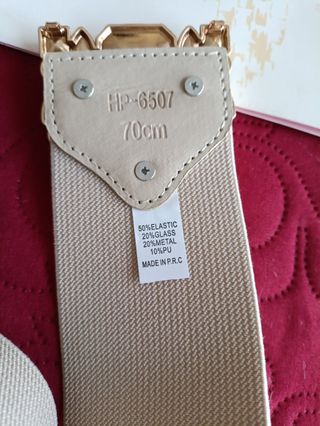 HP-6507
70cm
50%ELASTIC
20%GLASS
20%METAL
10%PU
MADE IN P.R.C